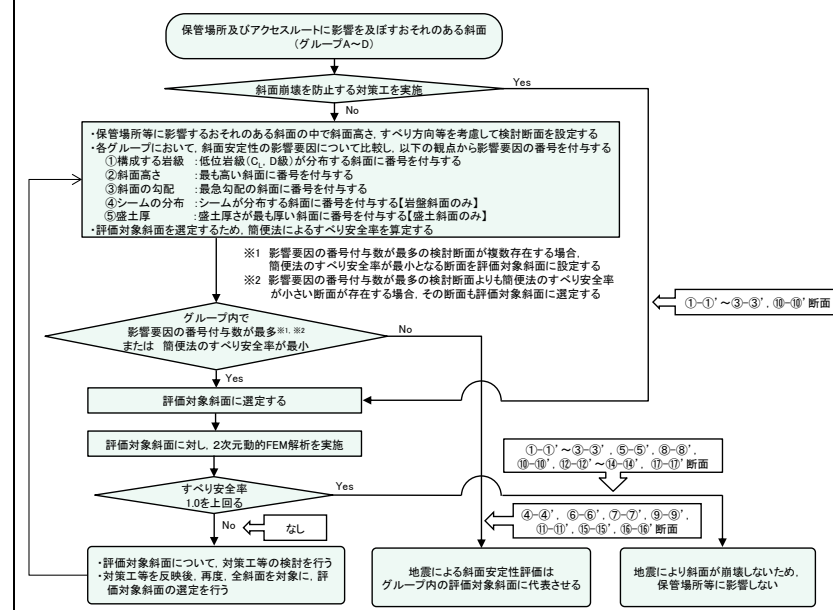 保管場所及びアクセスルートに影響を及ぼすおそれのある斜面
(グループA～D)
斜面崩壊を防止する対策工を実施
Yes
No
・保管場所等に影響するおそれのある斜面の中で斜面高さ，すべり方向等を考慮して検討断面を設定する
・各グループにおいて，斜面安定性の影響要因について比較し，以下の観点から影響要因の番号を付与する
①構成する岩級 ：低位岩級(CL, D級)が分布する斜面に番号を付与する
②斜面高さ ：最も高い斜面に番号を付与する
③斜面の勾配 ：最急勾配の斜面に番号を付与する
④シームの分布 ：シームが分布する斜面に番号を付与する【岩盤斜面のみ】
⑤盛土厚 ：盛土厚さが最も厚い斜面に番号を付与する【盛土斜面のみ】
・評価対象斜面を選定するため，簡便法によるすべり安全率を算定する
※1 影響要因の番号付与数が最多の検討断面が複数存在する場合，
簡便法のすべり安全率が最小となる断面を評価対象斜面に設定する
※2 影響要因の番号付与数が最多の検討断面よりも簡便法のすべり安全率
が小さい断面が存在する場合，その断面も評価対象斜面に選定する
①-①'～③-③'，⑩-⑩'断面
グループ内で
影響要因の番号付与数が最多※1, ※2
または 簡便法のすべり安全率が最小
No
Yes
評価対象斜面に選定する
評価対象斜面に対し，2次元動的FEM解析を実施
①-①'～③-③'，⑤-⑤'，⑧-⑧'，
⑩-⑩'，⑫-⑫'～⑭-⑭'，⑰-⑰'断面
すべり安全率
1.0を上回る
Yes
No
なし
④-④'，⑥-⑥'，⑦-⑦'，⑨-⑨'，
⑪-⑪'，⑮-⑮'，⑯-⑯'断面
・評価対象斜面について，対策工等の検討を行う
・対策工等を反映後，再度，全斜面を対象に，評
価対象斜面の選定を行う
地震による斜面安定性評価は
グループ内の評価対象斜面に代表させる
地震により斜面が崩壊しないため，
保管場所等に影響しない